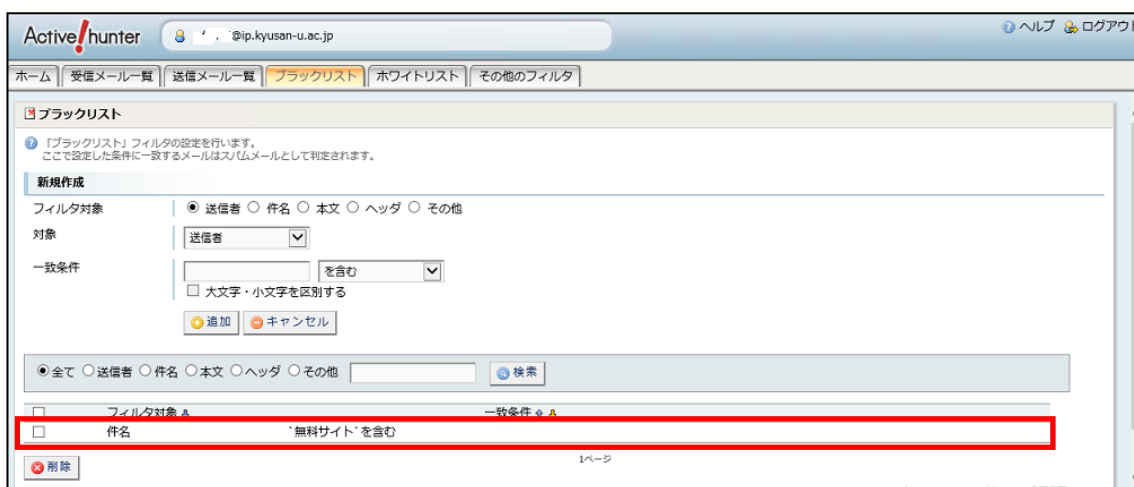 Active!hunter @ip.kyusan-u.ac.jp ヘルプ ログアウト
ホーム 受信メール一覧 送信メール一覧 ブラックリスト ホワイトリスト その他のフィルタ
ブラックリスト
「ブラックリスト」フィルタの設定を行います。
ここで設定した条件に一致するメールはスパムメールとして判定されます。
新規作成
フィルタ対象 送信者 件名 本文 ヘッダ その他
対象 送信者
一致条件 を含む
大文字・小文字を区別する
追加 キャンセル
全て 送信者 件名 本文 ヘッダ その他 検索
フィルタ対象 一致条件
件名 `無料サイト`を含む
1ページ
削除